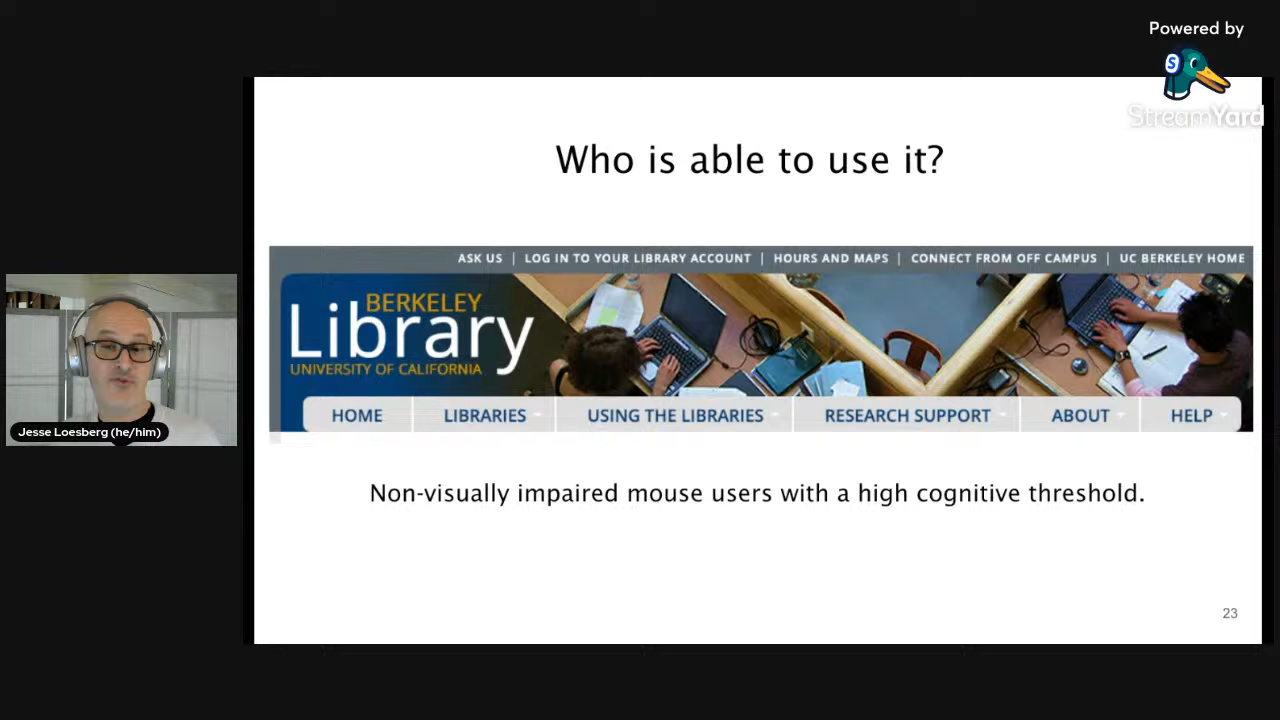 Powered by
StreamYard
Who is able to use it?
ASK US | LOG IN TO YOUR LIBRARY ACCOUNT | HOURS AND MAPS | CONNECT FROM OFF CAMPUS | UC BERKELEY HOME
BERKELEY
Library
UNIVERSITY OF CALIFORNIA
HOME LIBRARIES USING THE LIBRARIES RESEARCH SUPPORT ABOUT HELP
Jesse Loesberg (he/him)
Non-visually impaired mouse users with a high cognitive threshold.
23